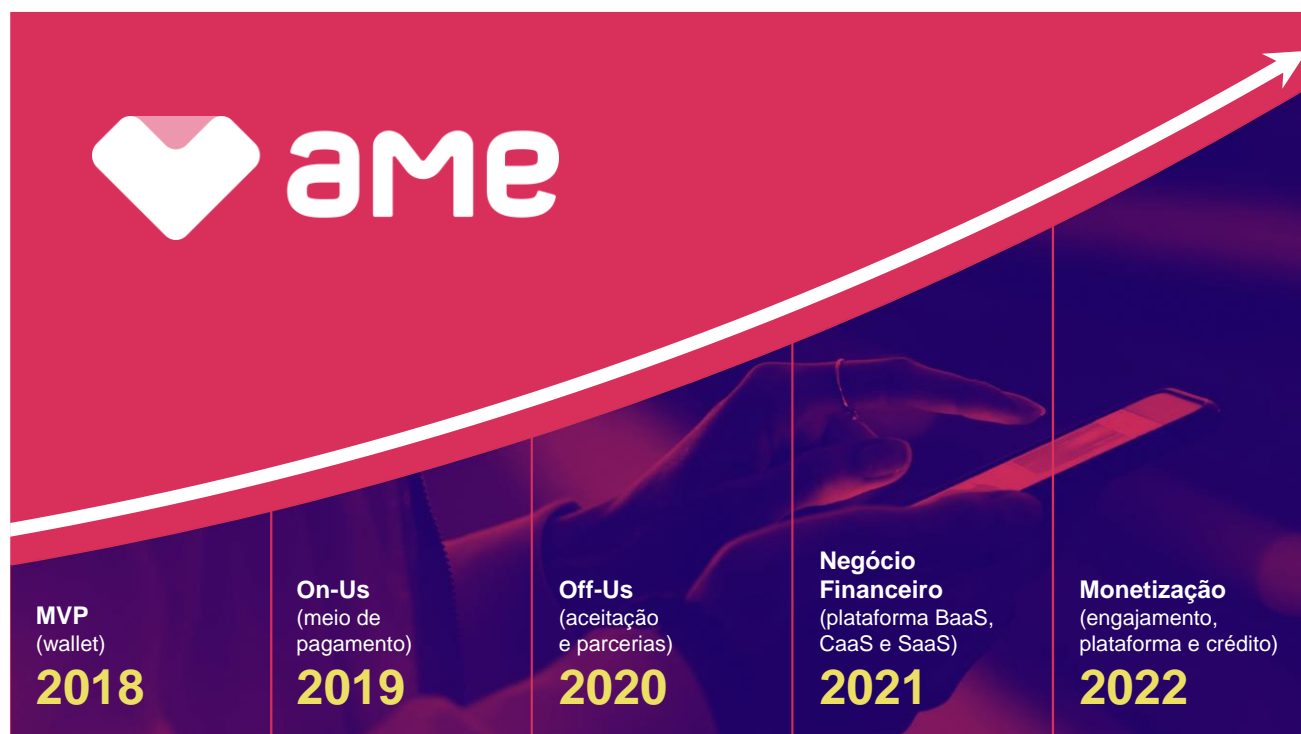 ame
MVP
(wallet)
2018
On-Us
(meio de
pagamento)
2019
Off-Us
(aceitação
e parcerias)
2020
Negócio
Financeiro
(plataforma BaaS,
CaaS e SaaS)
2021
Monetização
(engajamento,
plataforma e crédito)
2022